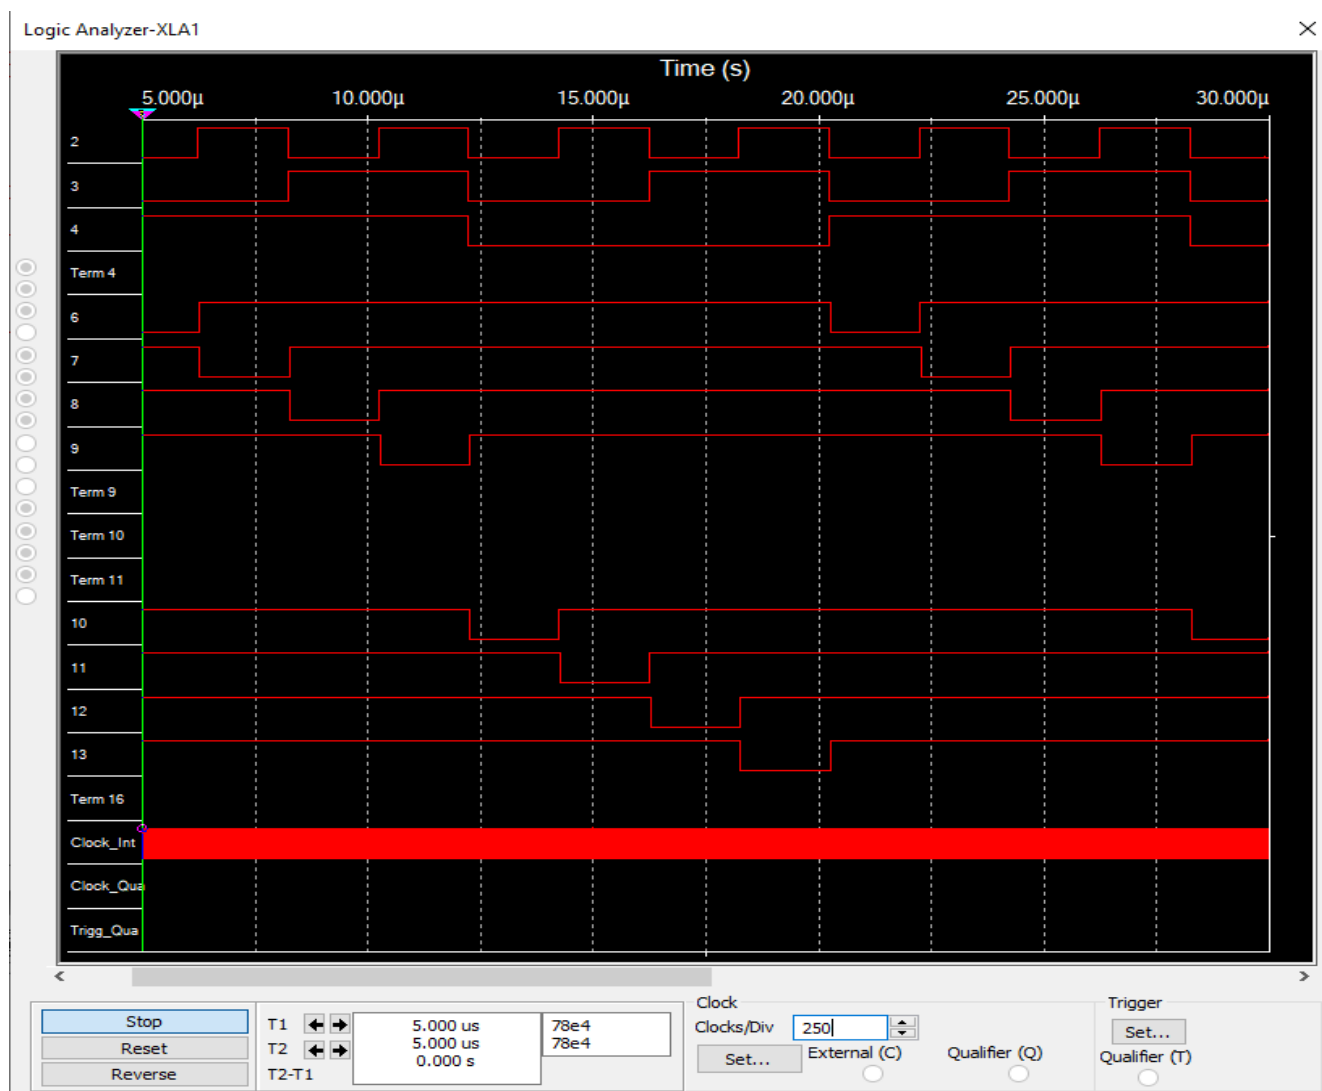 Logic Analyzer-XLA1
Time (s)
5.000µ 10.000µ 15.000µ 20.000µ 25.000µ 30.000µ
2
3
4
Term 4
6
7
8
9
Term 9
Term 10
Term 11
10
11
12
13
Term 16
Clock_Int
Clock_Qua
Trigg_Qua
Stop
Reset
Reverse
T1 5.000 us 78e4
T2 5.000 us 78e4
T2-T1 0.000 s
Clock
Clocks/Div 250
Set... External (C) Qualifier (Q)
Trigger
Set...
Qualifier (T)